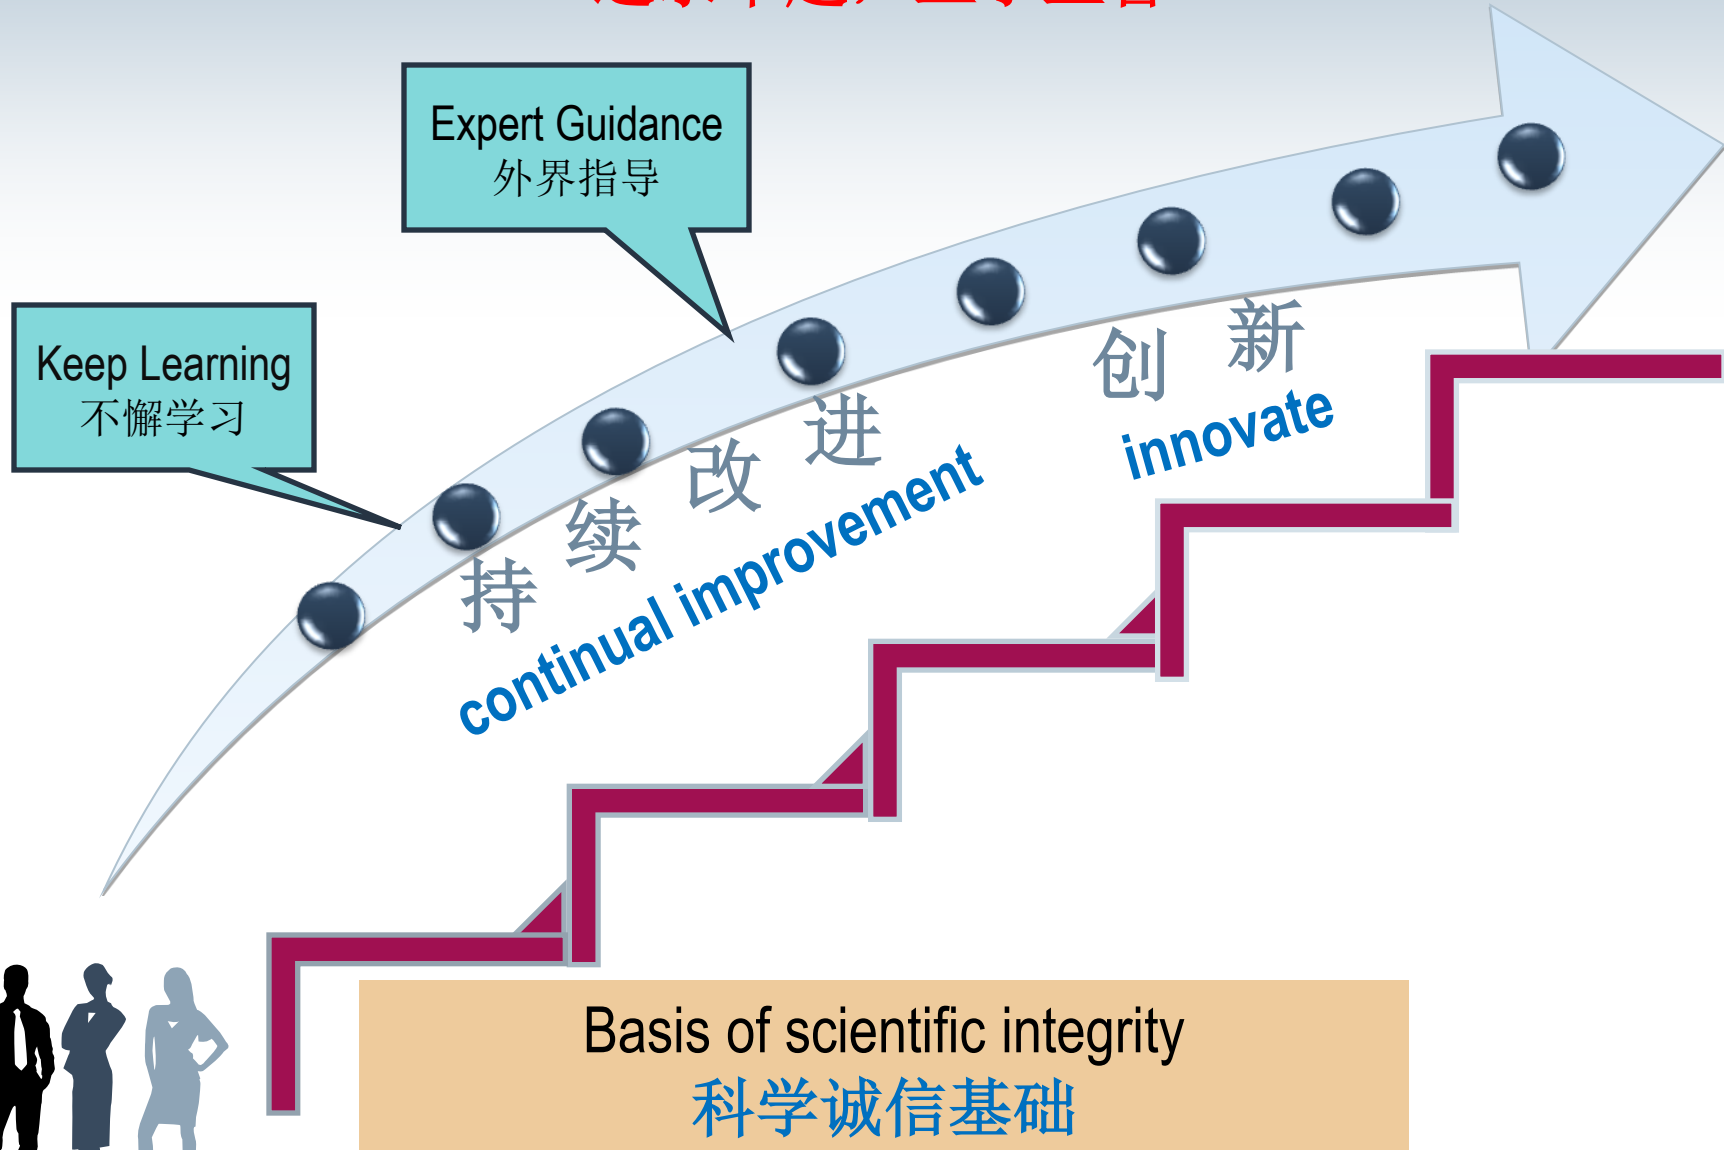 Expert Guidance
外界指导
Keep Learning
不懈学习
创新
innovate
持续改进
continual improvement
Basis of scientific integrity
科学诚信基础